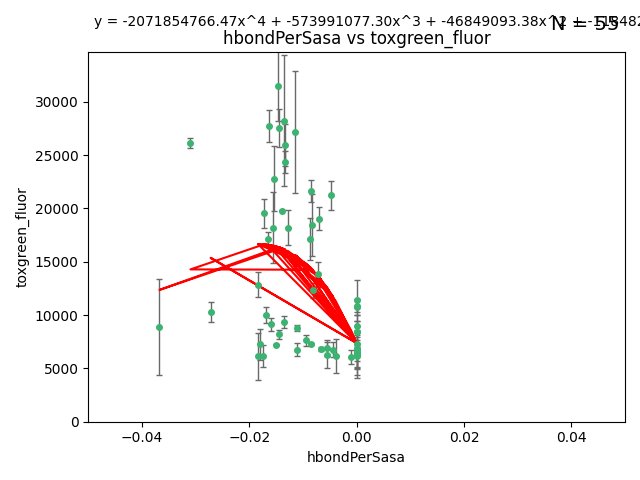 y = -2071854766.47x^4 + -573991077.30x^3 + -46849093.38x^2 +
N = 55
hbondPerSasa vs toxgreen_fluor
30000
25000
20000
15000
10000
5000
0
toxgreen_fluor
-0.04 -0.02 0.00 0.02 0.04
hbondPerSasa